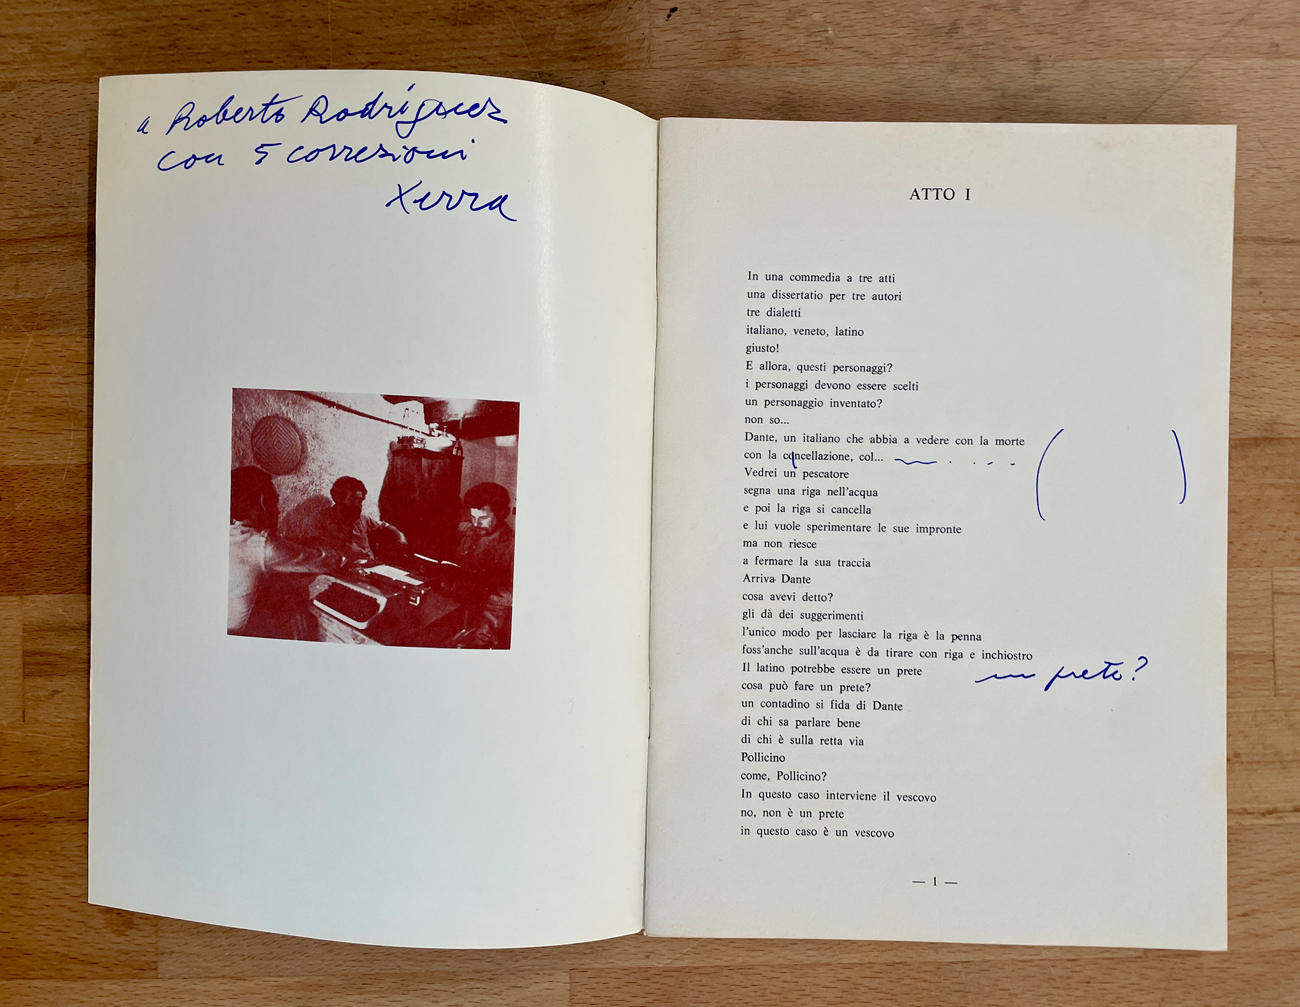 a Roberto Rodriguez
con 5 correzioni
Xerra
ATTO I
In una commedia a tre atti
una dissertatio per tre autori
tre dialetti
italiano, veneto, latino
giusto!
E allora, questi personaggi?
i personaggi devono essere scelti
un personaggio inventato?
non so...
Dante, un italiano che abbia a vedere con la morte
con la cancellazione, col...
Vedrei un pescatore
segna una riga nell'acqua
e poi la riga si cancella
e lui vuole sperimentare le sue impronte
ma non riesce
a fermare la sua traccia
Arriva Dante
cosa avevi detto?
gli dà dei suggerimenti
l'unico modo per lasciare la riga è la penna
foss'anche sull'acqua è da tirare con riga e inchiostro
Il latino potrebbe essere un prete
un prete?
cosa può fare un prete?
un contadino si fida di Dante
di chi sa parlare bene
di chi è sulla retta via
Pollicino
come, Pollicino?
In questo caso interviene il vescovo
no, non è un prete
in questo caso è un vescovo
— 1 —